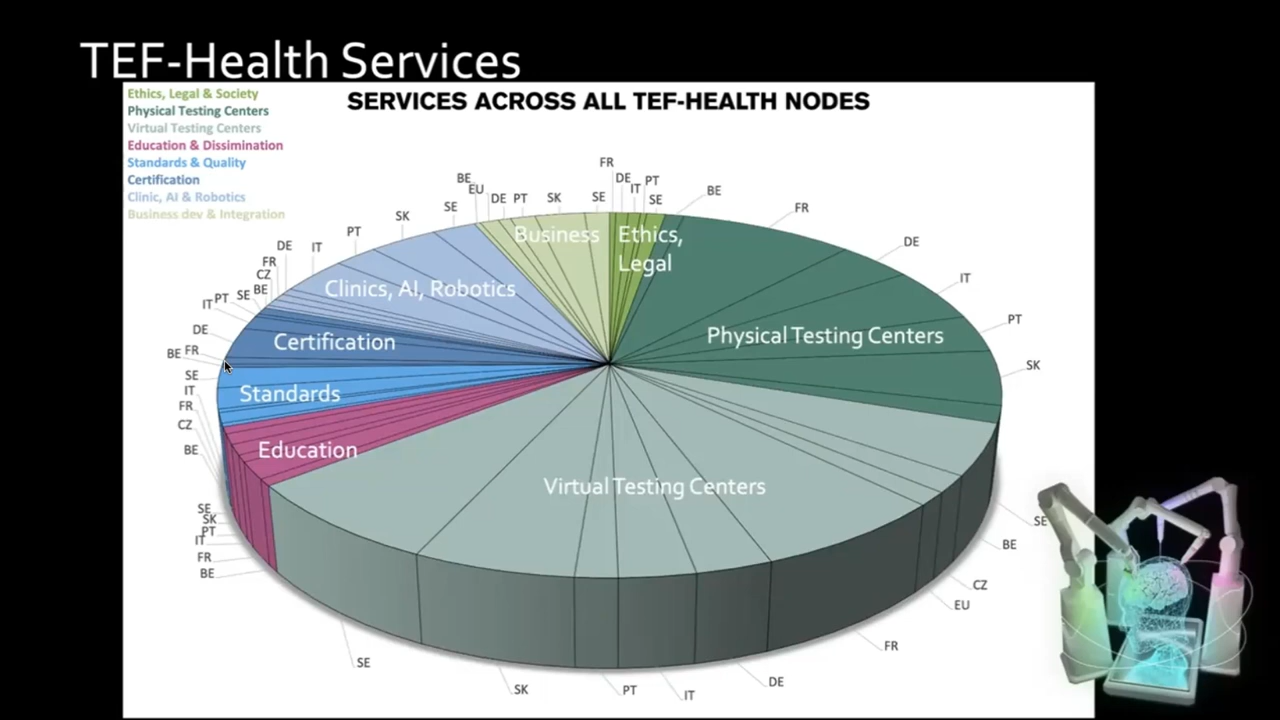 TEF-Health Services
SERVICES ACROSS ALL TEF-HEALTH NODES
Ethics, Legal & Society
Physical Testing Centers
Virtual Testing Centers
Education & Dissimination
Standards & Quality
Certification
Clinic, AI & Robotics
Business dev & Integration
FR
DE
IT
PT
SE
BE
FR
DE
IT
PT
SK
SE
BE
CZ
EU
FR
DE
IT
PT
SK
SE
BE
FR
IT
PT
SK
SE
BE
CZ
FR
IT
SE
BE
FR
DE
IT
PT
SE
BE
CZ
FR
DE
IT
PT
SK
SE
BE
EU
DE
PT
SK
SE
Business
Ethics,
Legal
Clinics, AI, Robotics
Physical Testing Centers
Certification
Standards
Education
Virtual Testing Centers